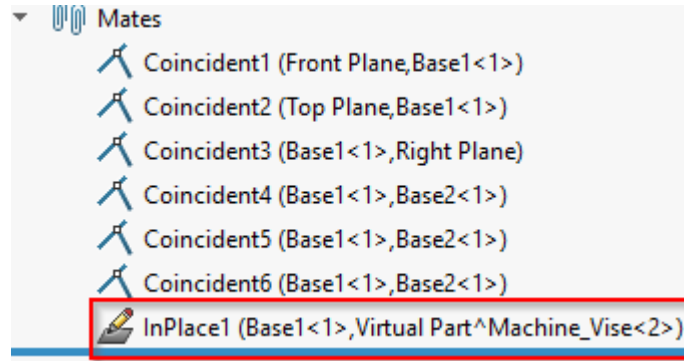 Mates
Coincident1 (Front Plane,Base1<1>)
Coincident2 (Top Plane,Base1<1>)
Coincident3 (Base1<1>,Right Plane)
Coincident4 (Base1<1>,Base2<1>)
Coincident5 (Base1<1>,Base2<1>)
Coincident6 (Base1<1>,Base2<1>)
InPlace1 (Base1<1>,Virtual Part^Machine_Vise<2>)